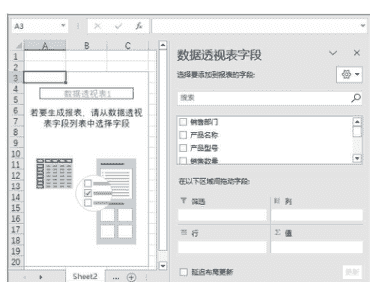 A3
fx
A B C
1
2
3
4
5
6
7
8
9
10
11
12
13
14
15
16
17
18
19
20
数据透视表1
若要生成报表，请从数据透视
表字段列表中选择字段
Sheet2 ...
数据透视表字段
选择要添加到报表的字段:
搜索
销售部门
产品名称
产品型号
销售数量
在以下区域间拖动字段:
筛选
列
行
Σ 值
延迟布局更新
更新